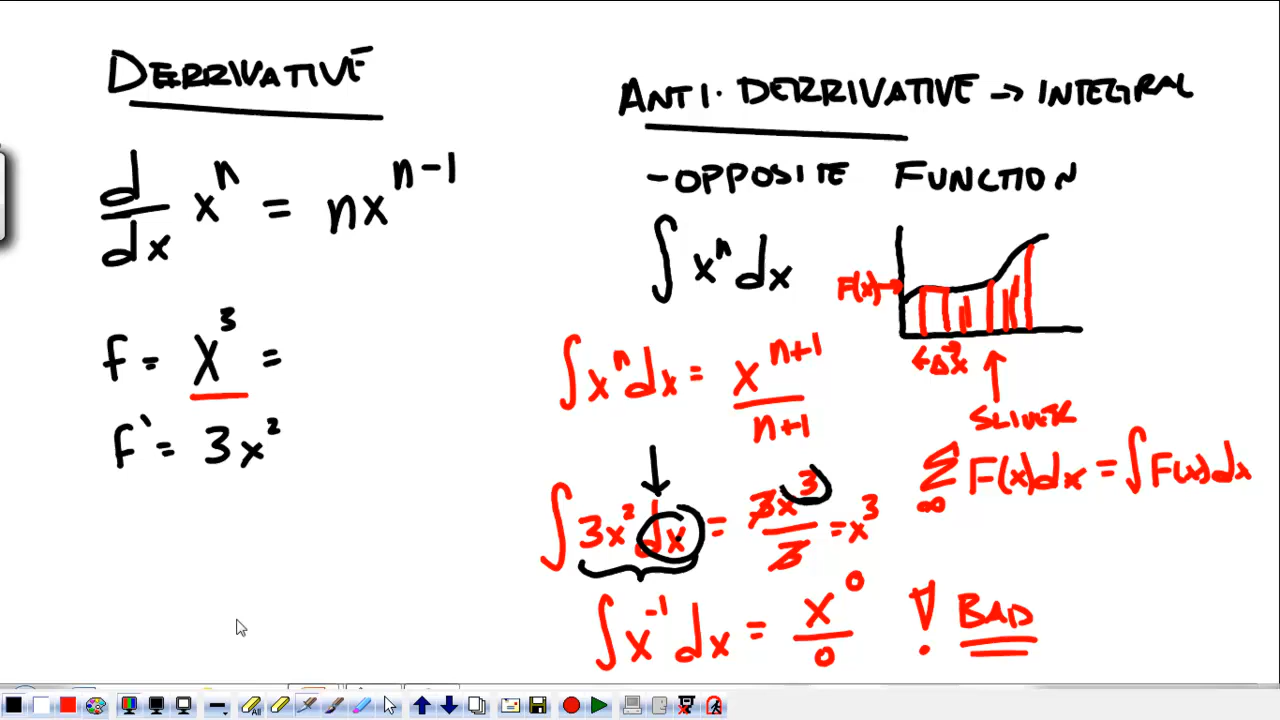 DERRIVATIVE
d/dx x^n = nx^(n-1)
f = x^3 =
f` = 3x^2
ANTI. DERRIVATIVE → INTEGRAL
-OPPOSITE FUNCTION
∫ x^n dx
F(x)
←Δx→
SLIVER
∫ x^n dx = x^(n+1)/(n+1)
∑∞ F(x)dx = ∫ F(x) dx
∫ 3x^2 dx = 3x^3/3 = x^3
∫ x^-1 dx = x^0/0 ! BAD
All